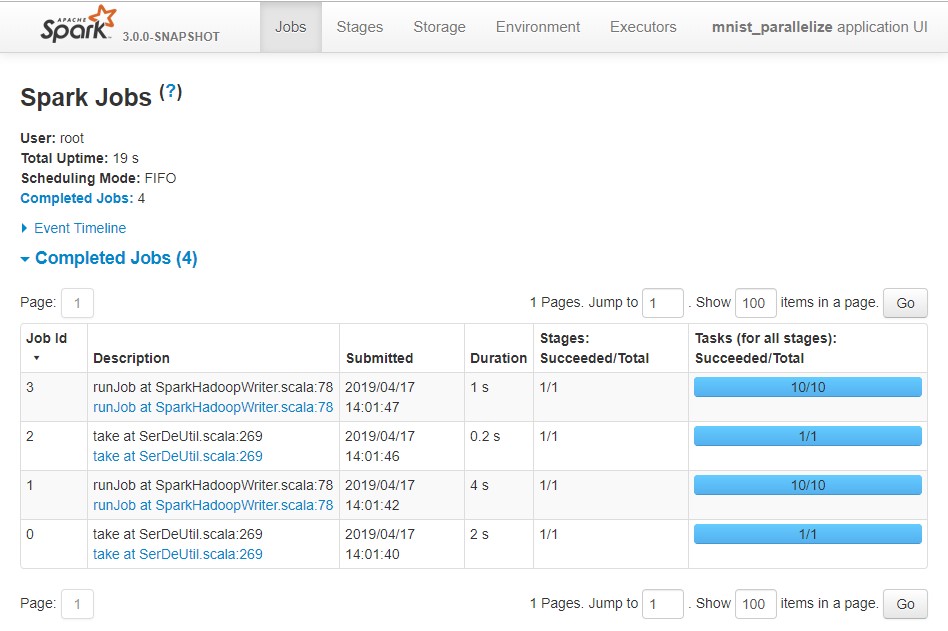 APACHE
Spark 3.0.0-SNAPSHOT Jobs Stages Storage Environment Executors mnist_parallelize application UI
Spark Jobs (?)
User: root
Total Uptime: 19 s
Scheduling Mode: FIFO
Completed Jobs: 4
Event Timeline
Completed Jobs (4)
Page: 1 1 Pages. Jump to 1 . Show 100 items in a page. Go
Job Id Stages: Tasks (for all stages):
Description Submitted Duration Succeeded/Total Succeeded/Total
3 runJob at SparkHadoopWriter.scala:78 2019/04/17 1 s 1/1 10/10
runJob at SparkHadoopWriter.scala:78 14:01:47
2 take at SerDeUtil.scala:269 2019/04/17 0.2 s 1/1 1/1
take at SerDeUtil.scala:269 14:01:46
1 runJob at SparkHadoopWriter.scala:78 2019/04/17 4 s 1/1 10/10
runJob at SparkHadoopWriter.scala:78 14:01:42
0 take at SerDeUtil.scala:269 2019/04/17 2 s 1/1 1/1
take at SerDeUtil.scala:269 14:01:40
Page: 1 1 Pages. Jump to 1 . Show 100 items in a page. Go